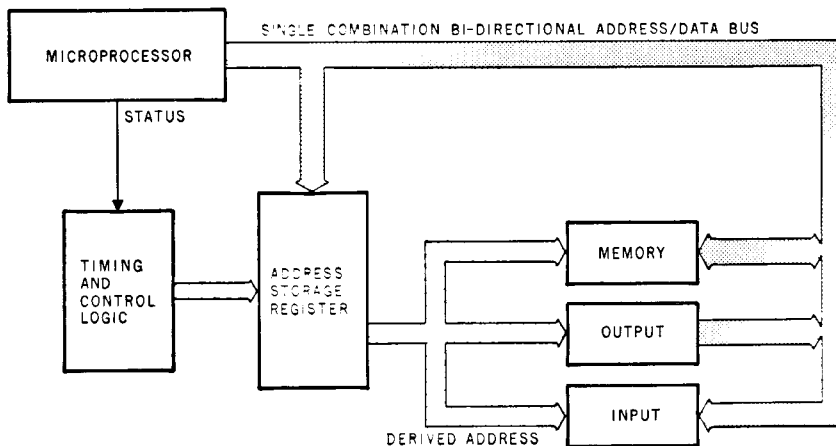 SINGLE COMBINATION BI-DIRECTIONAL ADDRESS/DATA BUS
MICROPROCESSOR
STATUS
TIMING
AND
CONTROL
LOGIC
ADDRESS
STORAGE
REGISTER
MEMORY
OUTPUT
INPUT
DERIVED ADDRESS